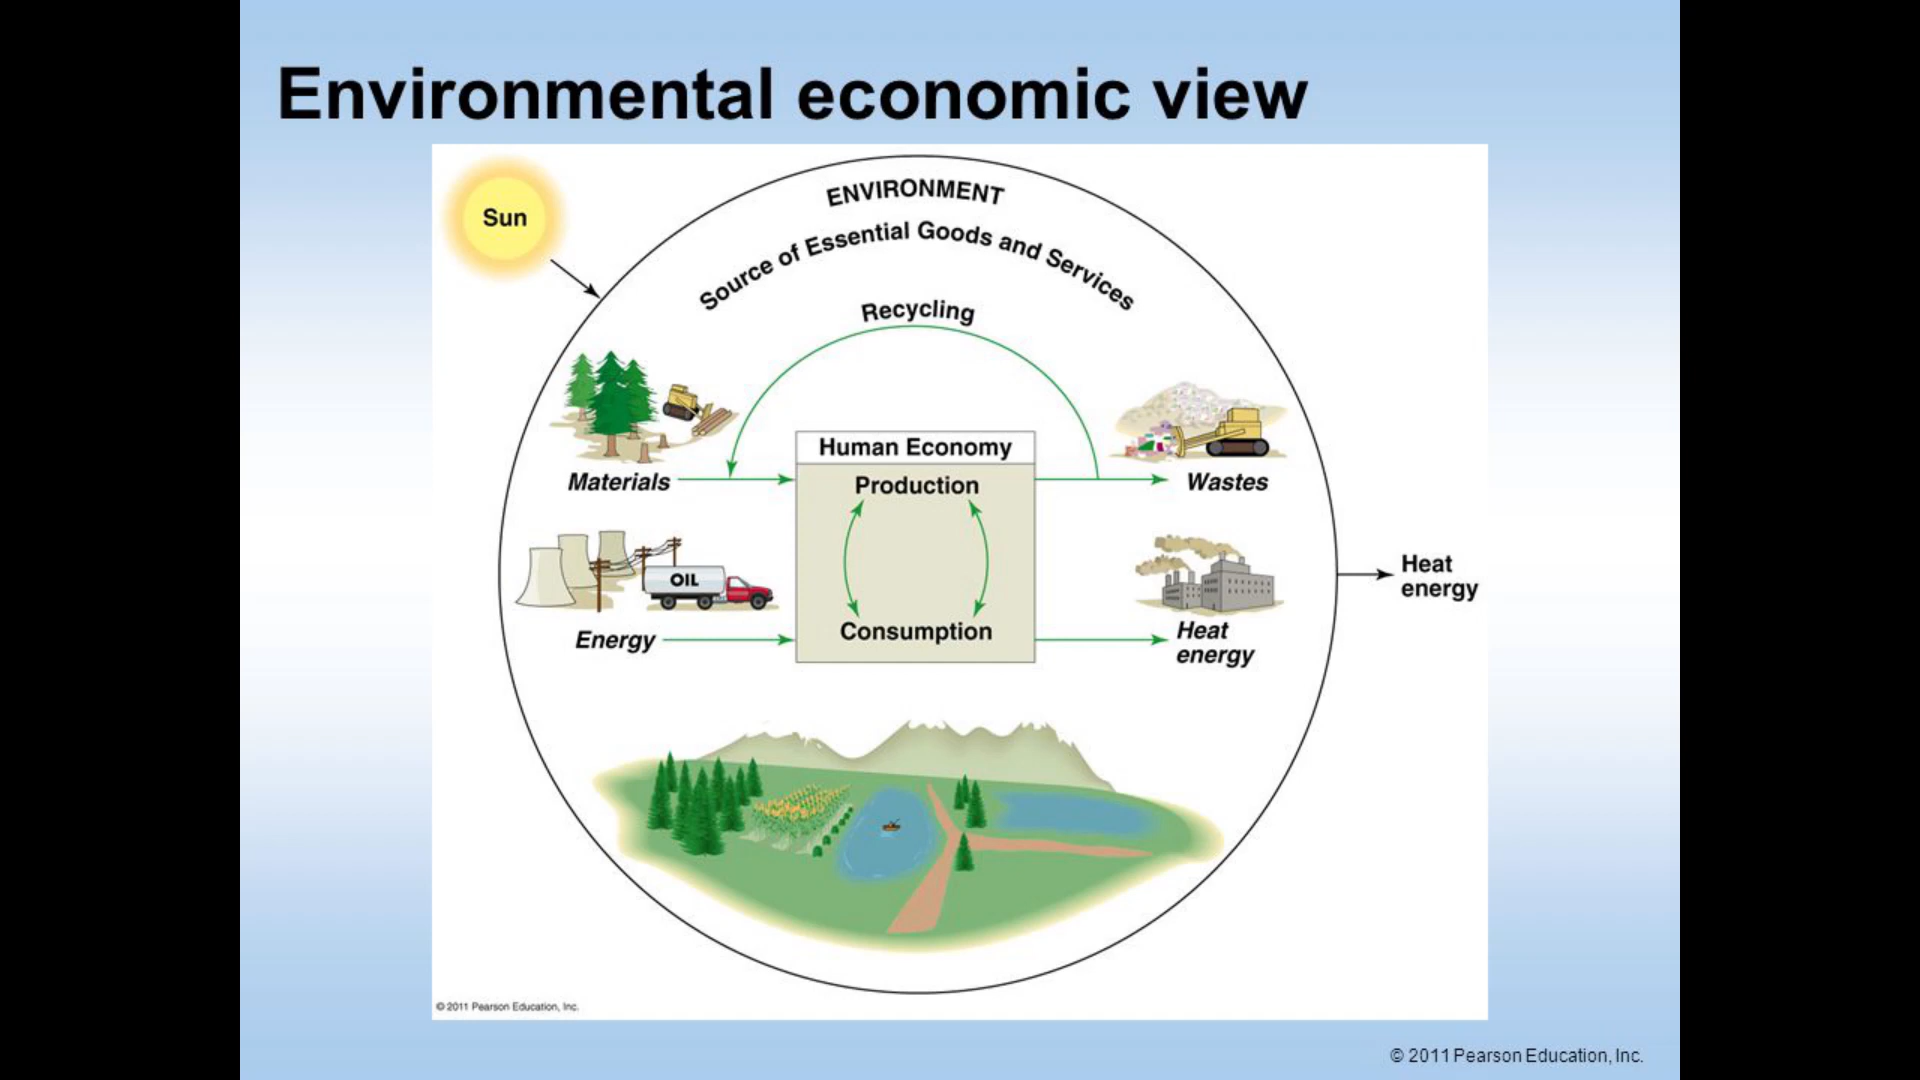 Environmental economic view
Sun
ENVIRONMENT
Source of Essential Goods and Services
Recycling
Human Economy
Materials
Production
Wastes
OIL
Heat
energy
Energy
Consumption
Heat
energy
© 2011 Pearson Education, Inc.
© 2011 Pearson Education, Inc.